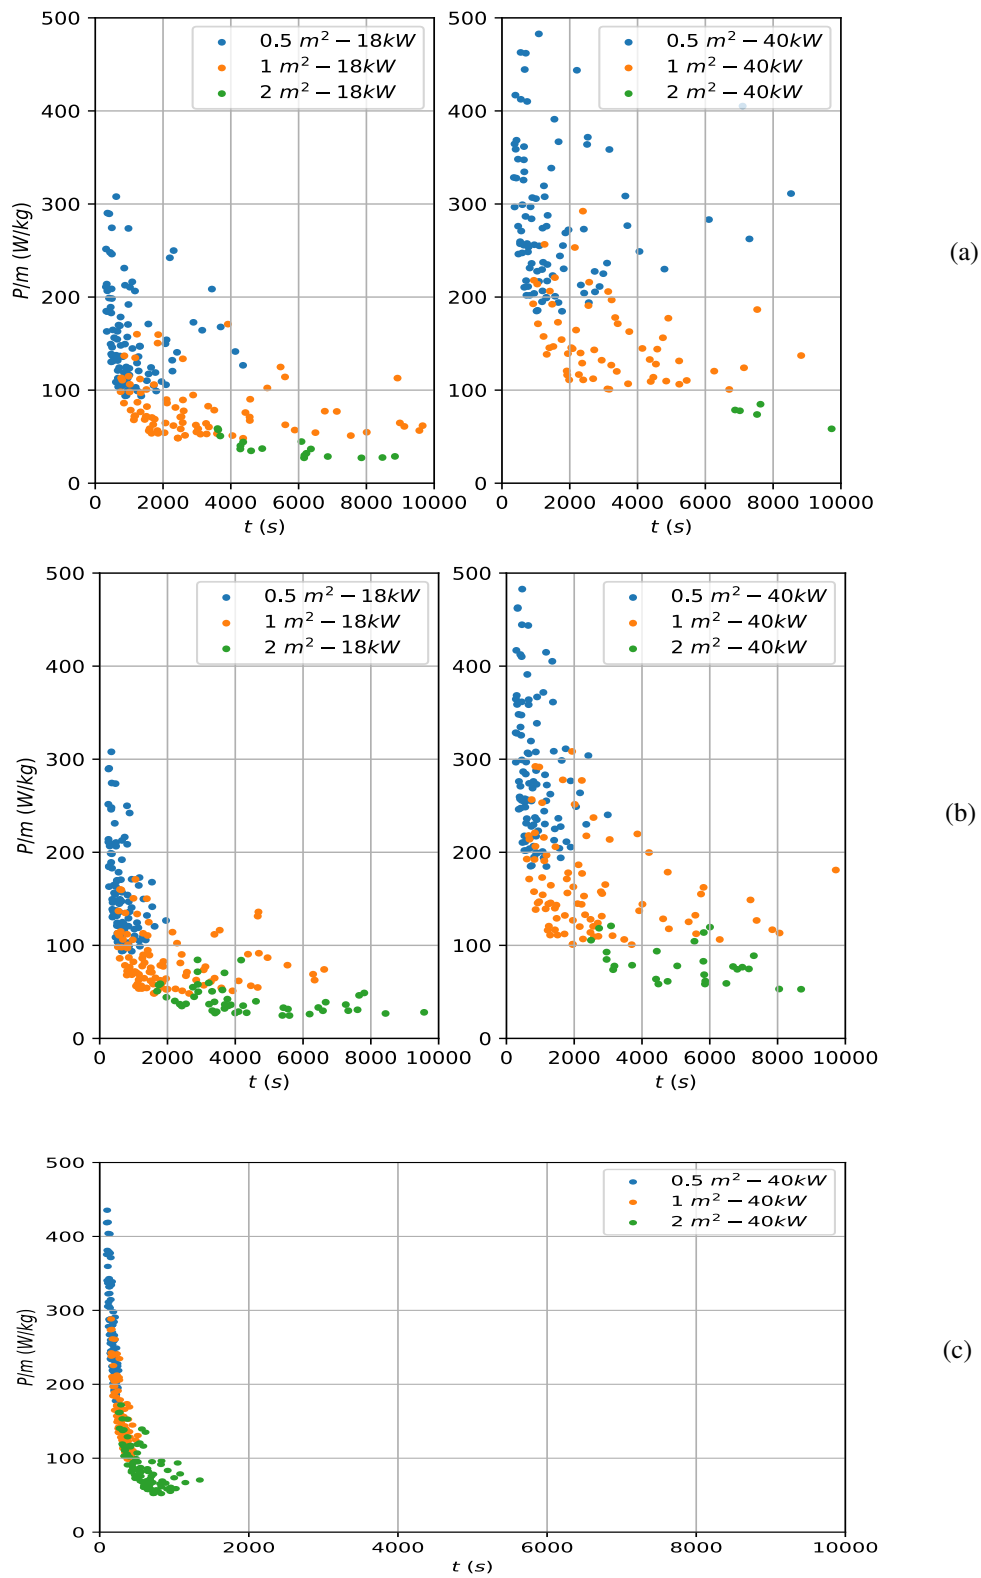 500
400
300
200
100
0
P/m (W/kg)
0.5 m² − 18kW
1 m² − 18kW
2 m² − 18kW
0 2000 4000 6000 8000 10000
t (s)
500
400
300
200
100
0
0.5 m² − 40kW
1 m² − 40kW
2 m² − 40kW
0 2000 4000 6000 8000 10000
t (s)
(a)
500
400
300
200
100
0
P/m (W/kg)
0.5 m² − 18kW
1 m² − 18kW
2 m² − 18kW
0 2000 4000 6000 8000 10000
t (s)
500
400
300
200
100
0
0.5 m² − 40kW
1 m² − 40kW
2 m² − 40kW
0 2000 4000 6000 8000 10000
t (s)
(b)
500
400
300
200
100
0
P/m (W/kg)
0.5 m² − 40kW
1 m² − 40kW
2 m² − 40kW
0 2000 4000 6000 8000 10000
t (s)
(c)